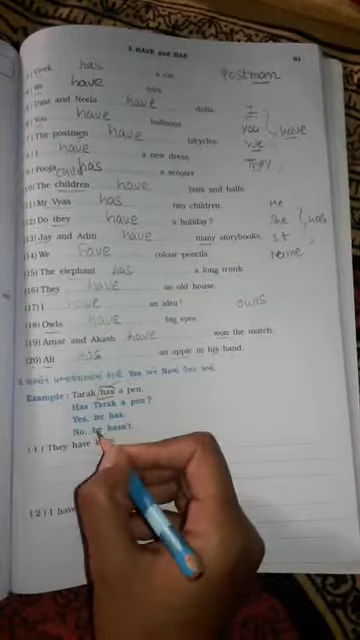 3. HAVE and HAS 61
(3) Vivek has a car.
(4) We have toys.
(5) Uma and Neela have dolls.
(6) You have balloons.
(7) The postmen have bicycles.
(8) I have a new dress.
(9) Pooja has a scooter
child
(10) The children have bats and balls.
(11) Mr Vyas has two children.
(12) Do they have a holiday?
(13) Jay and Aditi have many storybooks.
(14) We have colour pencils.
(15) The elephant has a long trunk.
(16) They have an old house.
(17) I have an idea!
(18) Owls have big eyes.
(19) Amar and Akash have won the match.
(20) Ali has an apple in his hand.
postman
I
you
we
They
have
He
She
It
Name
has
owls
Example : Tarak has a pen.
Has Tarak a pen?
Yes, he has.
No, he hasn't.
(1) They have
(2) I have